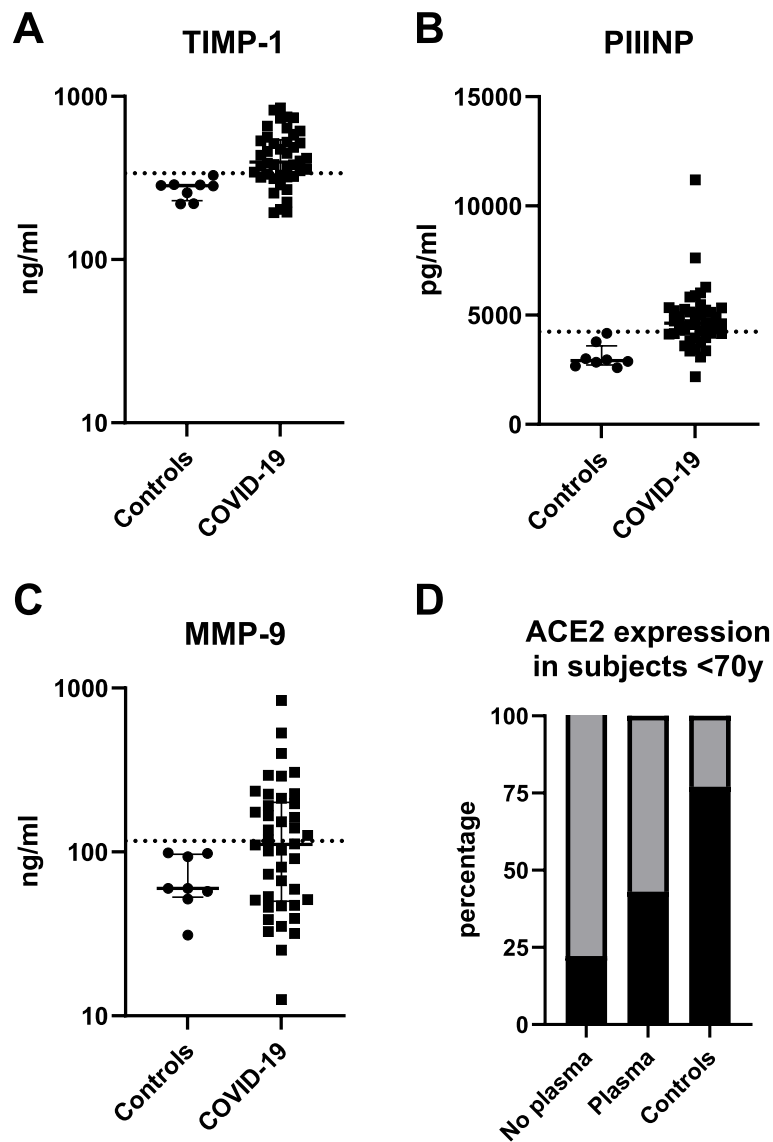 A
TIMP-1
1000
100
10
ng/ml
Controls
COVID-19
B
PIIINP
15000
10000
5000
0
pg/ml
Controls
COVID-19
C
MMP-9
1000
100
10
ng/ml
Controls
COVID-19
D
ACE2 expression
in subjects <70y
100
75
50
25
0
percentage
No plasma
Plasma
Controls